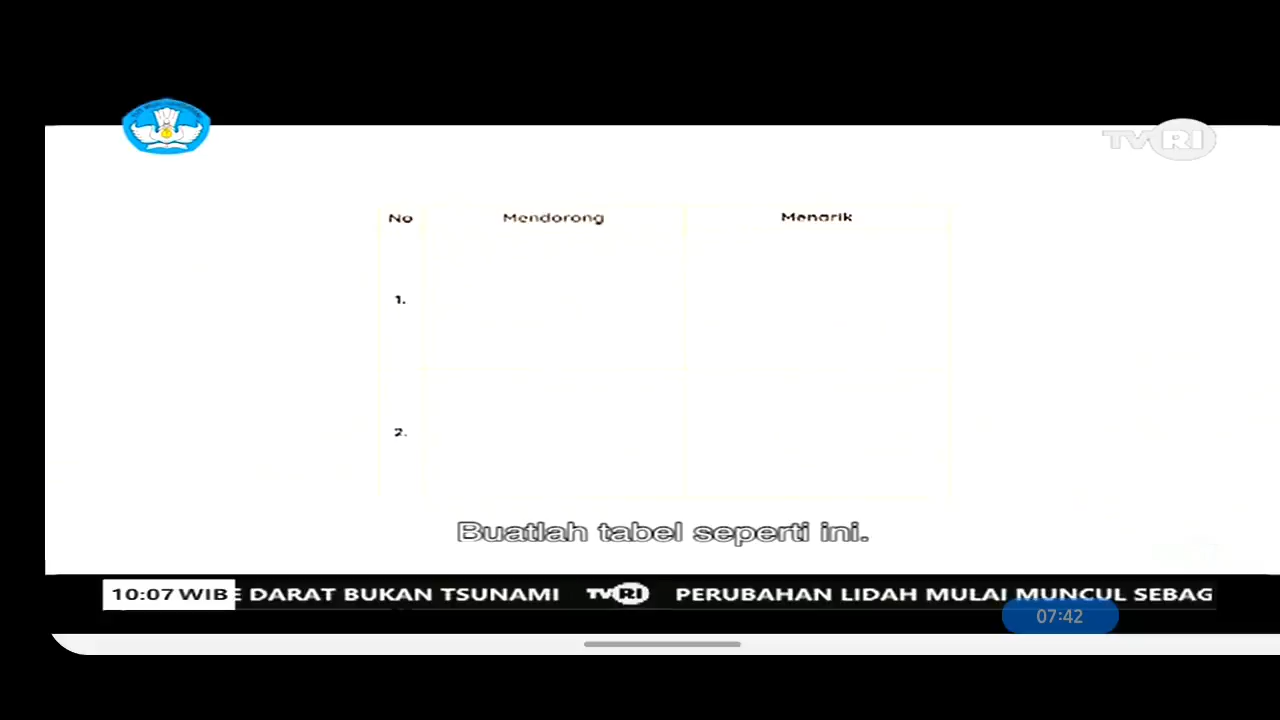 TVRI
No Mendorong Menarik
1.
2.
Buatlah tabel seperti ini.
10:07 WIB E DARAT BUKAN TSUNAMI TVRI PERUBAHAN LIDAH MULAI MUNCUL SEBAG
07:42